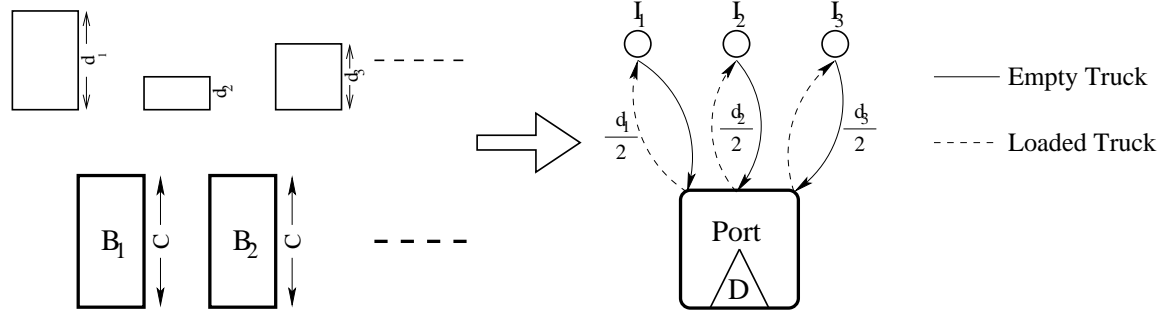 d1
d2
d3
B1
C
B2
C
I1
I2
I3
d1
2
d2
2
d3
2
Port
D
Empty Truck
Loaded Truck